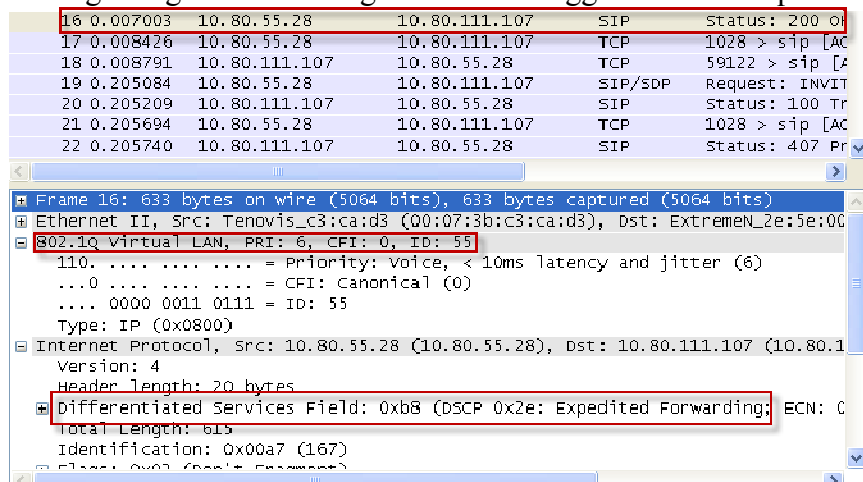 16 0.007003 10.80.55.28 10.80.111.107 SIP Status: 200
17 0.008426 10.80.55.28 10.80.111.107 TCP 1028 > sip [AC
18 0.008791 10.80.111.107 10.80.55.28 TCP 59122 > sip [A
19 0.205084 10.80.55.28 10.80.111.107 SIP/SDP Request: INVIT
20 0.205209 10.80.111.107 10.80.55.28 SIP Status: 100 Tr
21 0.205694 10.80.55.28 10.80.111.107 TCP 1028 > sip [AC
22 0.205740 10.80.111.107 10.80.55.28 SIP Status: 407 Pr
Frame 16: 633 bytes on wire (5064 bits), 633 bytes captured (5064 bits)
Ethernet II, Src: Tenovis_c3:ca:d3 (00:07:3b:c3:ca:d3), Dst: ExtremeN_2e:5e:00
802.1Q Virtual LAN, PRI: 6, CFI: 0, ID: 55
110. .... .... .... = Priority: Voice, < 10ms latency and jitter (6)
...0 .... .... .... = CFI: Canonical (0)
.... 0000 0011 0111 = ID: 55
Type: IP (0x0800)
Internet Protocol, Src: 10.80.55.28 (10.80.55.28), Dst: 10.80.111.107 (10.80.1
Version: 4
Header length: 20 bytes
Differentiated Services Field: 0xb8 (DSCP 0x2e: Expedited Forwarding; ECN: 0
Total Length: 615
Identification: 0x00a7 (167)
Flags: 0x02 (Don't Fragment)